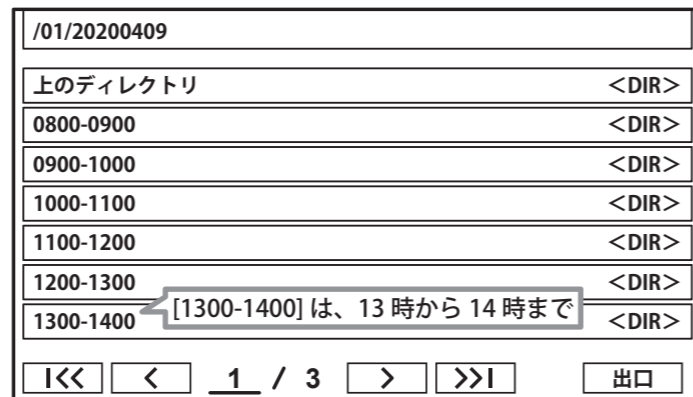 /01/20200409
上のディレクトリ <DIR>
0800-0900 <DIR>
0900-1000 <DIR>
1000-1100 <DIR>
1100-1200 <DIR>
1200-1300 <DIR>
[1300-1400] は、13 時から 14 時まで
1300-1400 <DIR>
I<< < 1 / 3 > >>I 出口